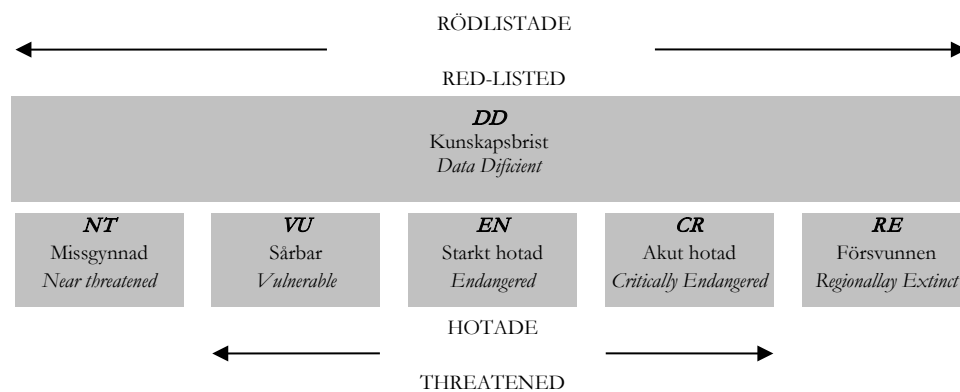 RÖDLISTADE
RED-LISTED
DD
Kunskapsbrist
Data Dificient
NT
Missgynnad
Near threatened
VU
Sårbar
Vulnerable
EN
Starkt hotad
Endangered
CR
Akut hotad
Critically Endangered
RE
Försvunnen
Regionallay Extinct
HOTADE
THREATENED